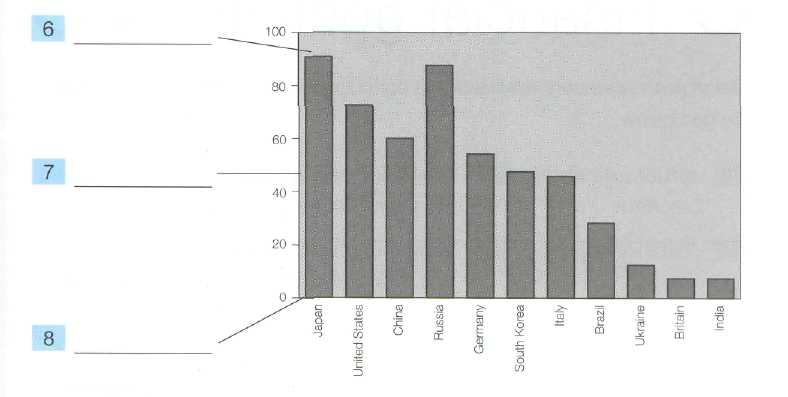 6
7
8
100
80
60
40
20
0
Japan
United States
China
Russia
Germany
South Korea
Italy
Brazil
Ukraine
Britain
India